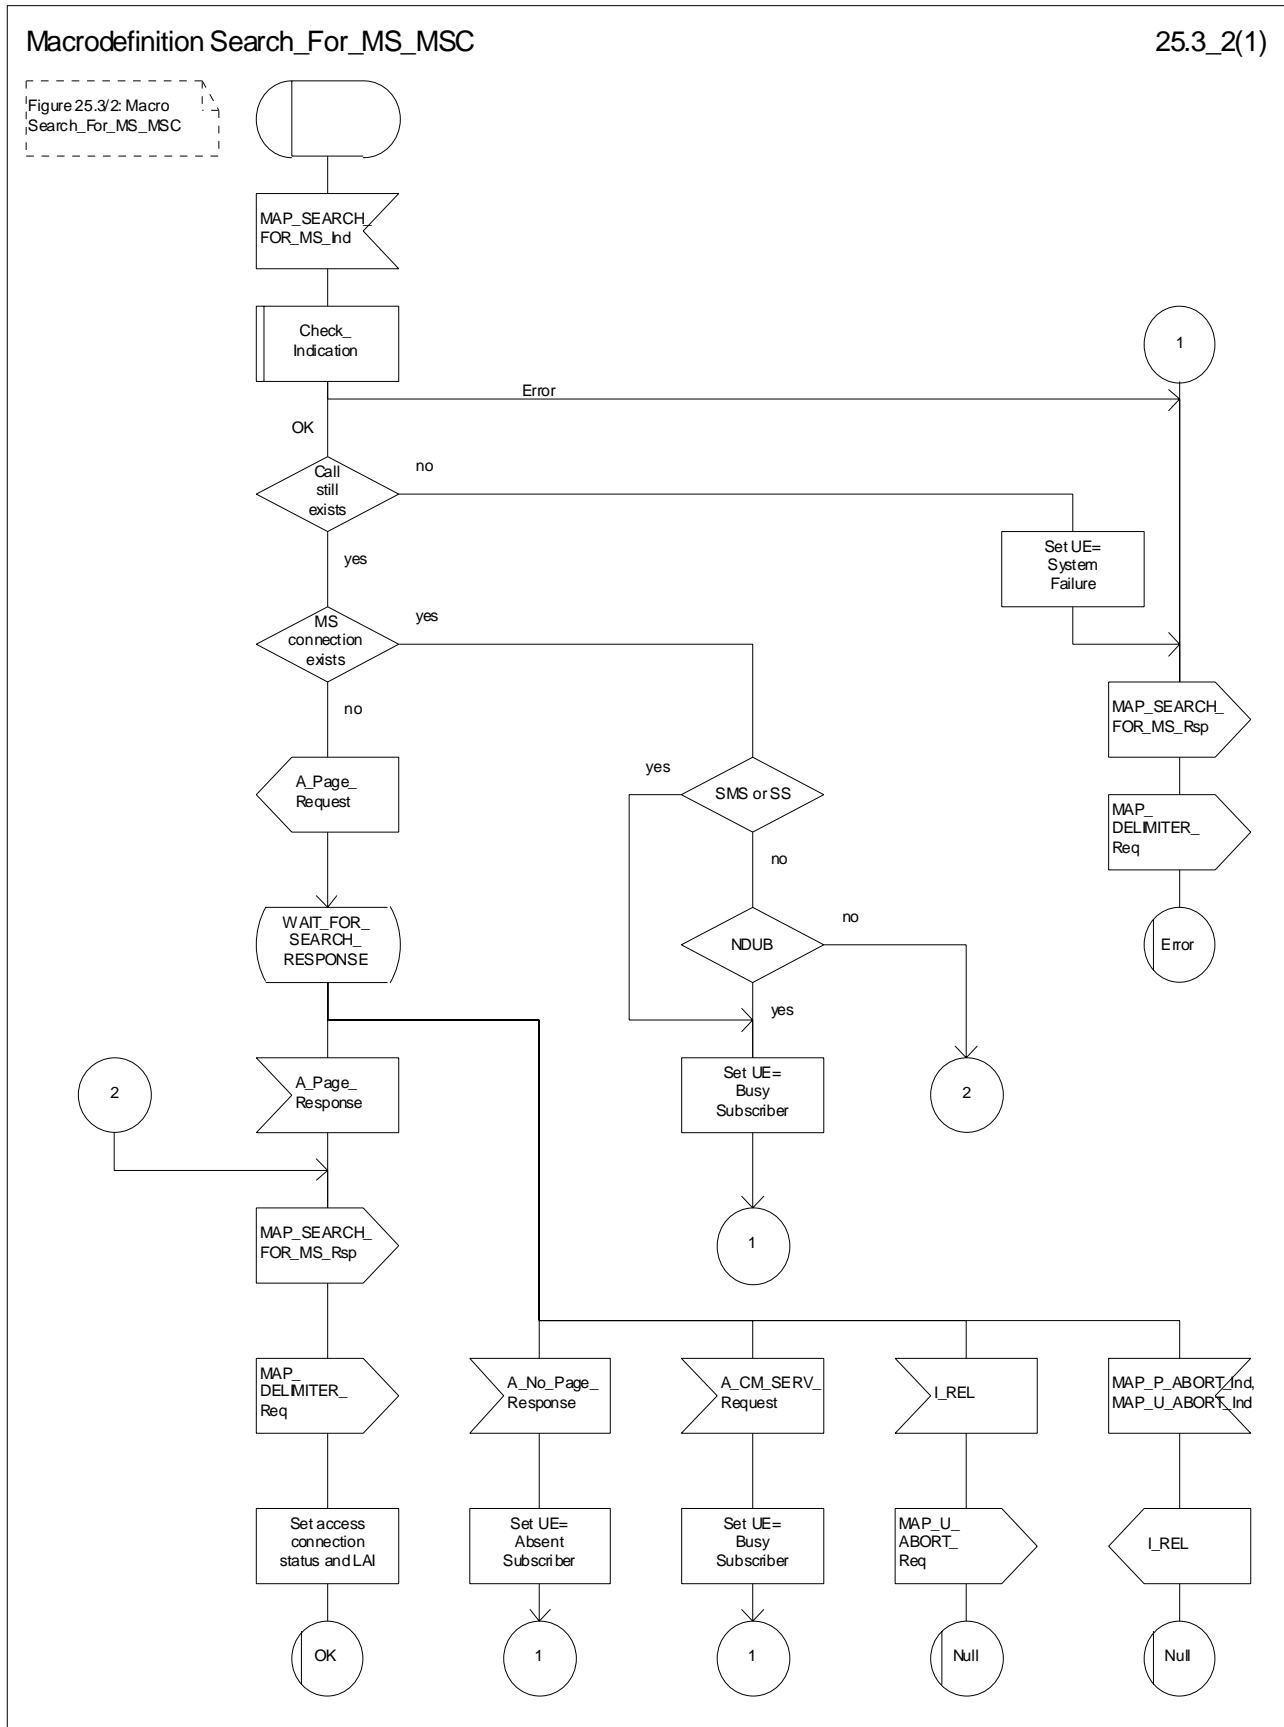 Macrodefinition Search_For_MS_MSC
25.3_2(1)
Figure 25.3/2: Macro
Search_For_MS_MSC
MAP_SEARCH_
FOR_MS_Ind
Check_
Indication
1
Error
OK
Call
still
exists
no
Set UE=
System
Failure
yes
MS
connection
exists
yes
no
MAP_SEARCH_
FOR_MS_Rsp
A_Page_
Request
yes
SMS or SS
MAP_
DELIMITER_
Req
no
WAIT_FOR_
SEARCH_
RESPONSE
NDUB
no
Error
yes
2
A_Page_
Response
Set UE=
Busy
Subscriber
2
MAP_SEARCH_
FOR_MS_Rsp
1
MAP_
DELIMITER_
Req
A_No_Page_
Response
A_CM_SERV_
Request
I_REL
MAP_P_ABORT_Ind,
MAP_U_ABORT_Ind
Set access
connection
status and LAI
Set UE=
Absent
Subscriber
Set UE=
Busy
Subscriber
MAP_U_
ABORT_
Req
I_REL
OK
1
1
Null
Null